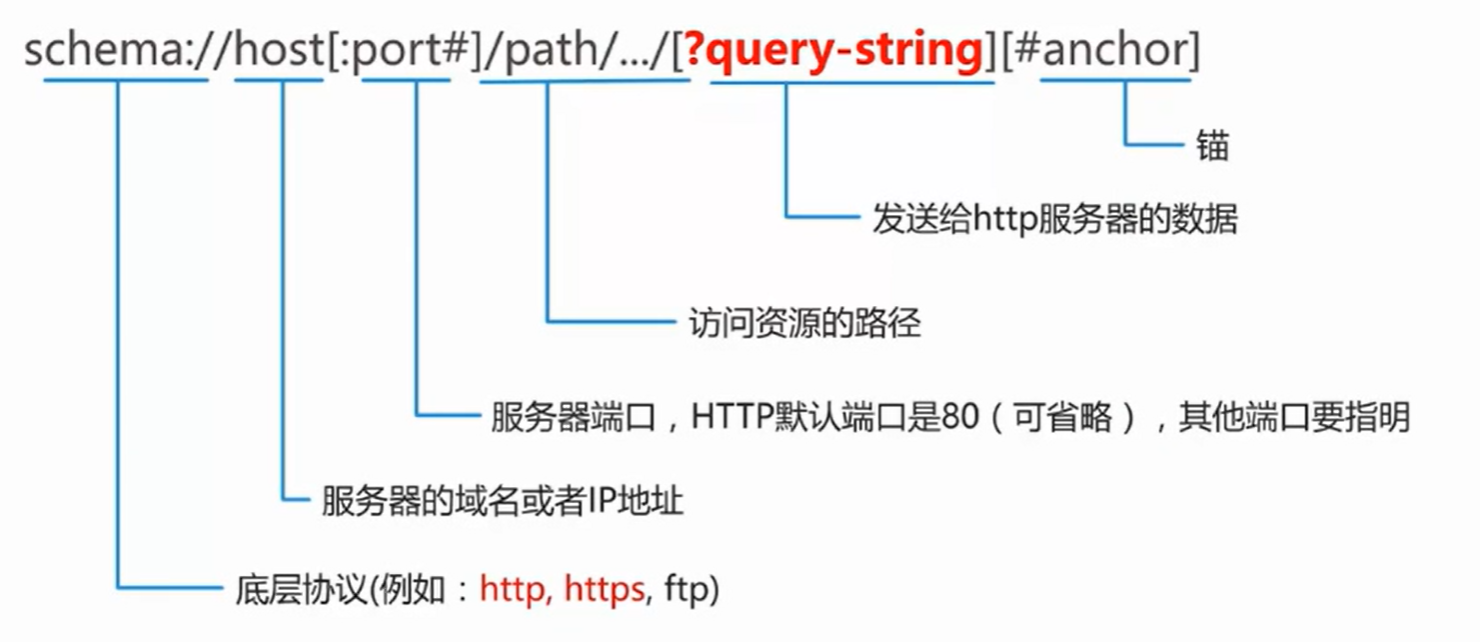 schema://host[:port#]/path/.../[?query-string][#anchor]
锚
发送给http服务器的数据
访问资源的路径
服务器端口，HTTP默认端口是80（可省略），其他端口要指明
服务器的域名或者IP地址
底层协议(例如：http, https, ftp)